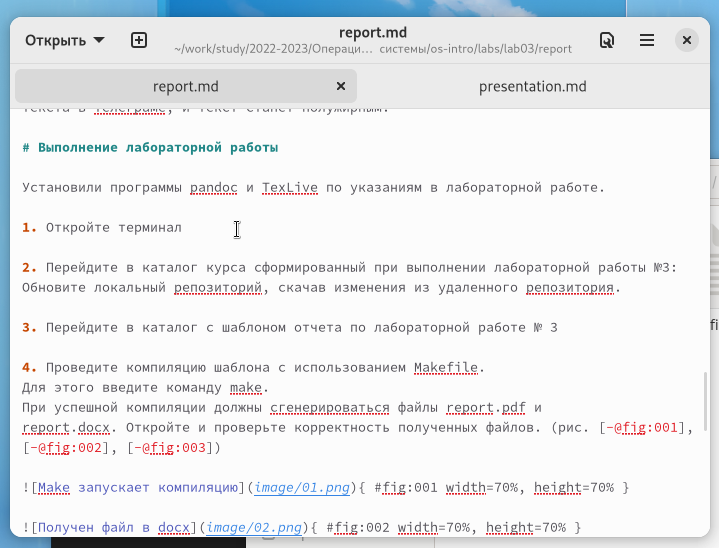 Открыть
report.md
~/work/study/2022-2023/Операци… системы/os-intro/labs/lab03/report
report.md
presentation.md
текста в Телеграме, и текст станет полужирным.
# Выполнение лабораторной работы
Установили программы pandoc и TexLive по указаниям в лабораторной работе.
1. Откройте терминал
2. Перейдите в каталог курса сформированный при выполнении лабораторной работы №3:
Обновите локальный репозиторий, скачав изменения из удаленного репозитория.
3. Перейдите в каталог с шаблоном отчета по лабораторной работе № 3
4. Проведите компиляцию шаблона с использованием Makefile.
Для этого введите команду make.
При успешной компиляции должны сгенерироваться файлы report.pdf и
report.docx. Откройте и проверьте корректность полученных файлов. (рис. [-@fig:001],
[-@fig:002], [-@fig:003])
![Make запускает компиляцию](image/01.png){ #fig:001 width=70%, height=70% }
![Получен файл в docx](image/02.png){ #fig:002 width=70%, height=70% }